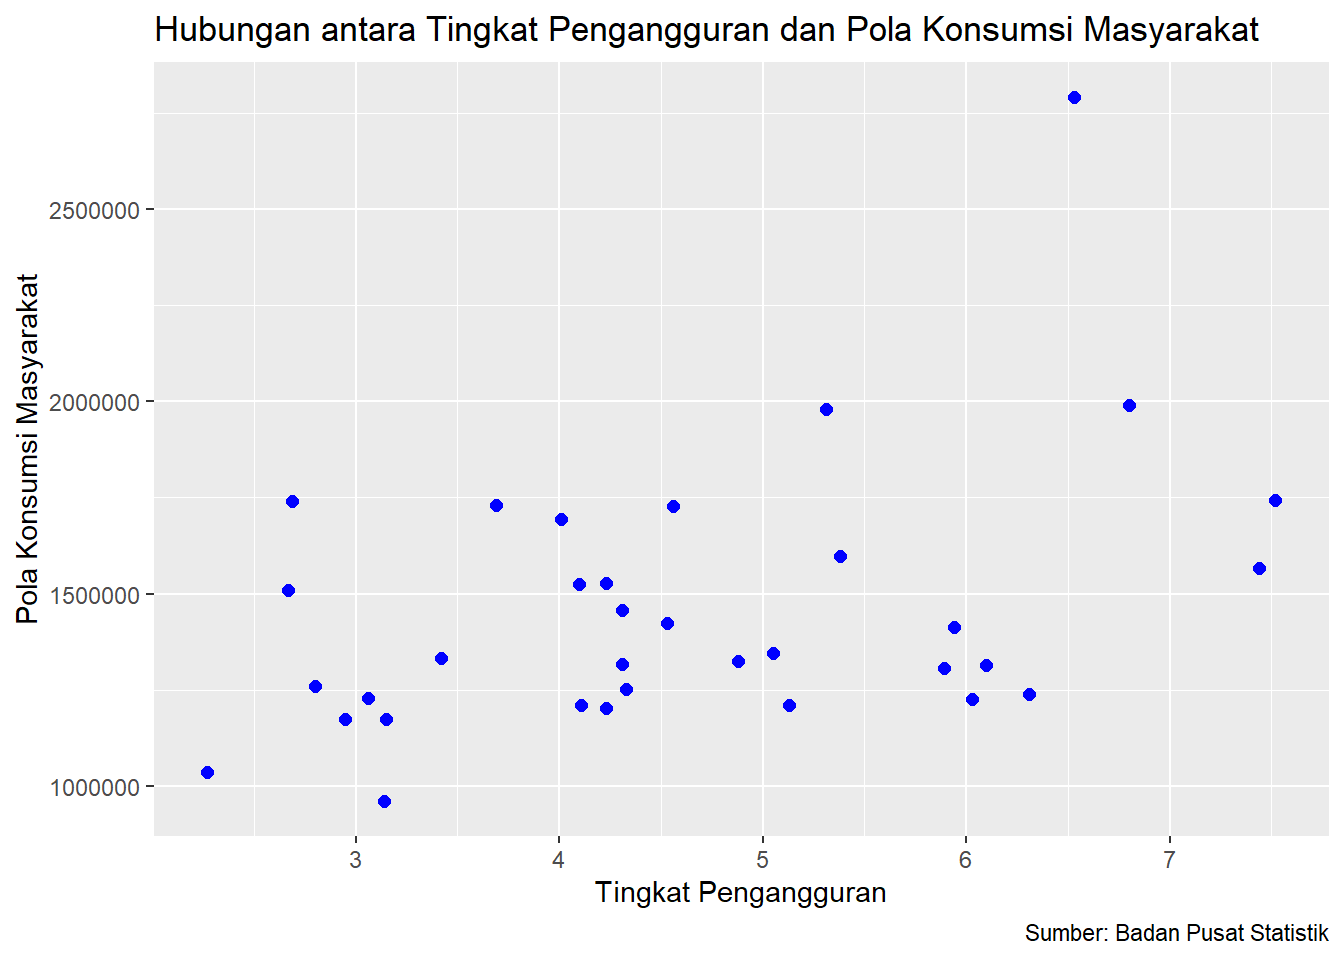 Hubungan antara Tingkat Pengangguran dan Pola Konsumsi Masyarakat
Pola Konsumsi Masyarakat
2500000
2000000
1500000
1000000
3 4 5 6 7
Tingkat Pengangguran
Sumber: Badan Pusat Statistik